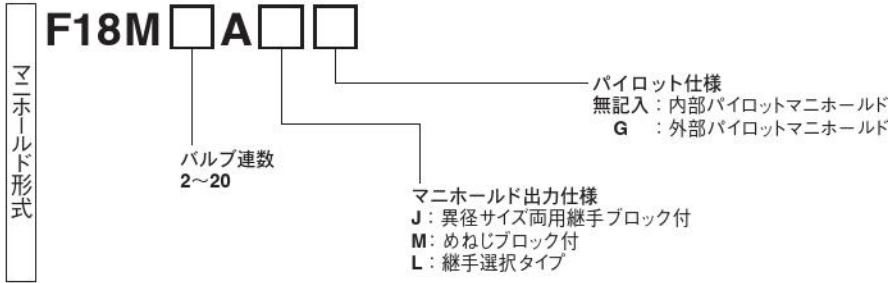 マニホールド形式
F18M□A□□
パイロット仕様
無記入：内部パイロットマニホールド
G：外部パイロットマニホールド
バルブ連数
2～20
マニホールド出力仕様
J：異径サイズ両用継手ブロック付
M：めねじブロック付
L：継手選択タイプ